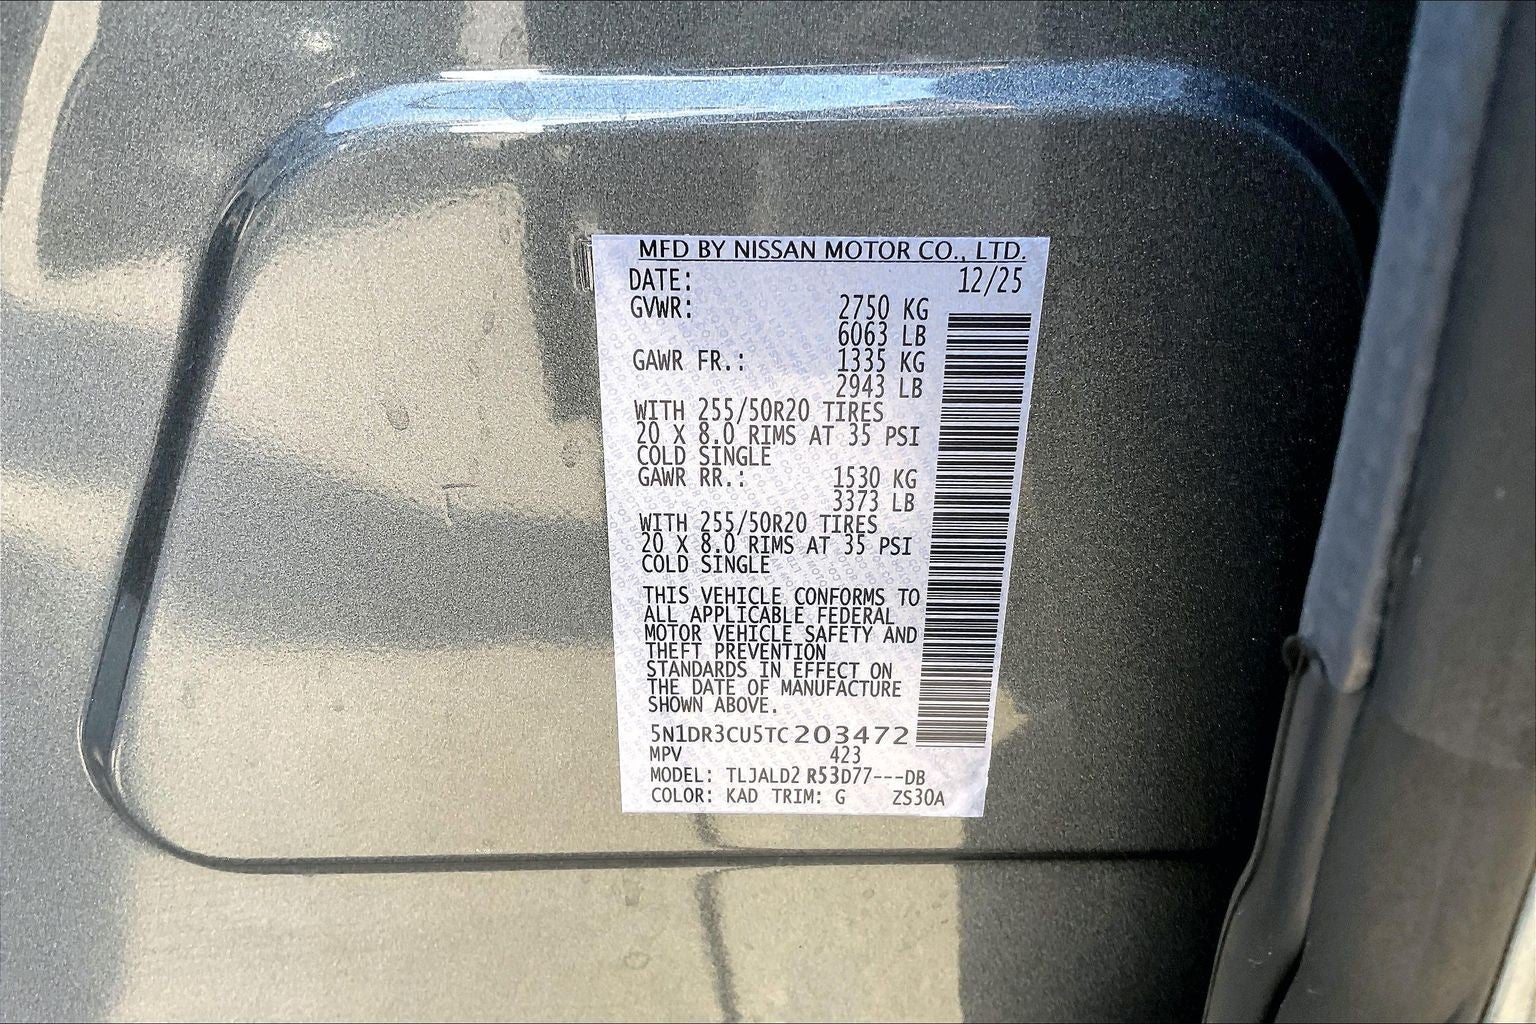 MFD BY NISSAN MOTOR CO., LTD.
DATE: 12/25
GVWR: 2750 KG
6063 LB
GAWR FR.: 1335 KG
2943 LB
WITH 255/50R20 TIRES
20 X 8.0 RIMS AT 35 PSI
COLD SINGLE
GAWR RR.: 1530 KG
3373 LB
WITH 255/50R20 TIRES
20 X 8.0 RIMS AT 35 PSI
COLD SINGLE
THIS VEHICLE CONFORMS TO
ALL APPLICABLE FEDERAL
MOTOR VEHICLE SAFETY AND
THEFT PREVENTION
STANDARDS IN EFFECT ON
THE DATE OF MANUFACTURE
SHOWN ABOVE.
5N1DR3CU5TC203472
MPV 423
MODEL: TLJALD2 R53D77---DB
COLOR: KAD TRIM: G ZS30A